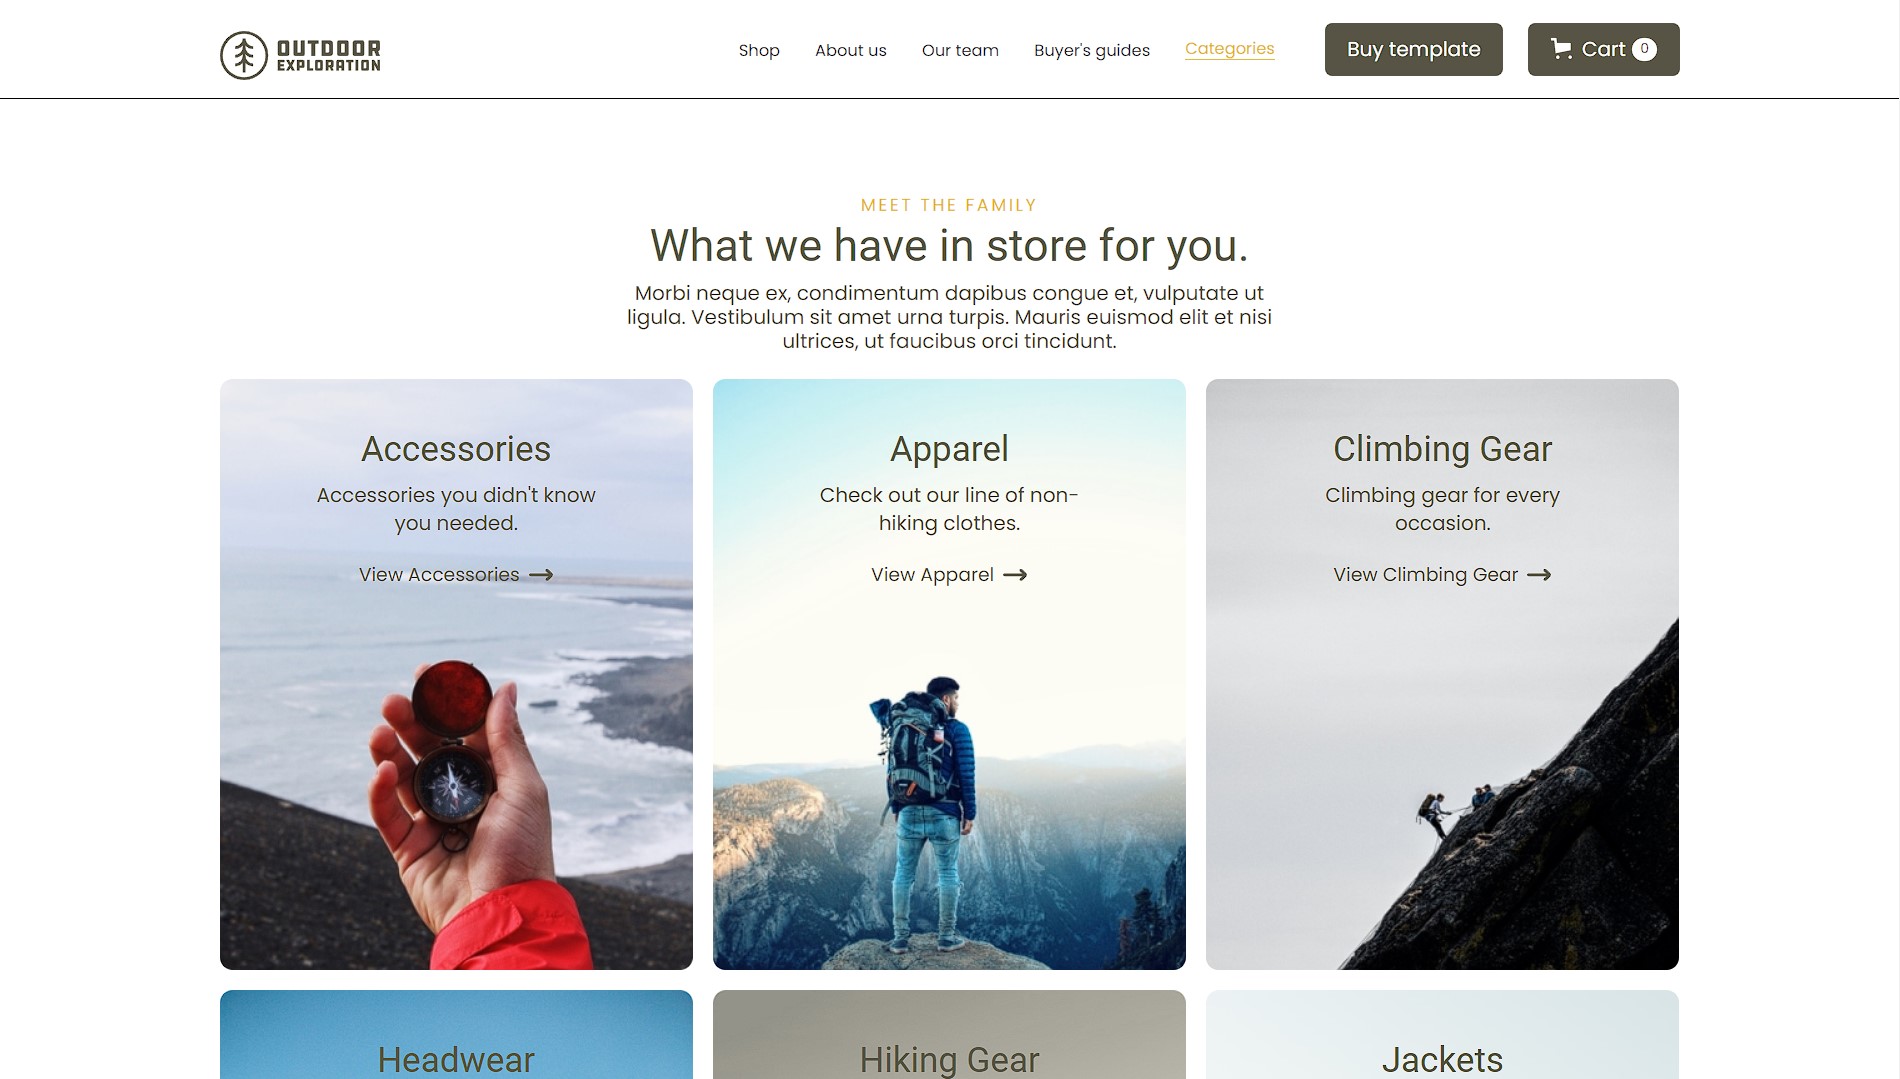 OUTDOOR
EXPLORATION
Shop
About us
Our team
Buyer's guides
Categories
Buy template
Cart 0
MEET THE FAMILY
What we have in store for you.
Morbi neque ex, condimentum dapibus congue et, vulputate ut
ligula. Vestibulum sit amet urna turpis. Mauris euismod elit et nisi
ultrices, ut faucibus orci tincidunt.
Accessories
Accessories you didn't know
you needed.
View Accessories
Apparel
Check out our line of non-
hiking clothes.
View Apparel
Climbing Gear
Climbing gear for every
occasion.
View Climbing Gear
Headwear
Hiking Gear
Jackets